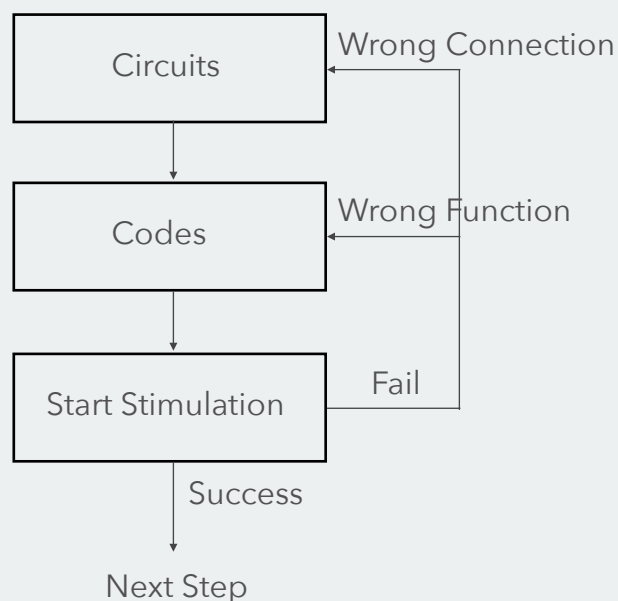 Wrong Connection
Circuits
Wrong Function
Codes
Fail
Start Stimulation
Success
Next Step